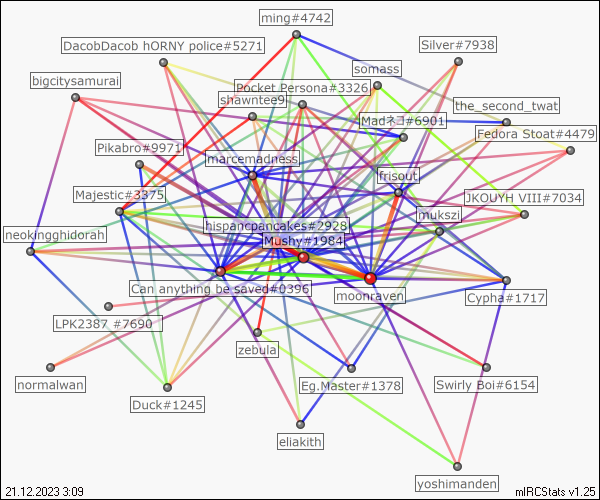 ming#4742
DacobDacob hORNY police#5271
Silver#7938
somass
bigcitysamurai
Pocket Persona#3326
shawntee9
the_second_twat
Madネコ#6901
Fedora Stoat#4479
Pikabro#9971
marcemadness
frisout
Majestic#3375
JKOUYH VIII#7034
mukszi
hispancpancakes#2928
neokingghidorah
Mushy#1984
Can anything be saved#0396
moonraven
Cypha#1717
LPK2387 #7690
zebula
normalwan
Eg.Master#1378
Swirly Boi#6154
Duck#1245
eliakith
yoshimanden
21.12.2023 3:09
mIRCStats v1.25